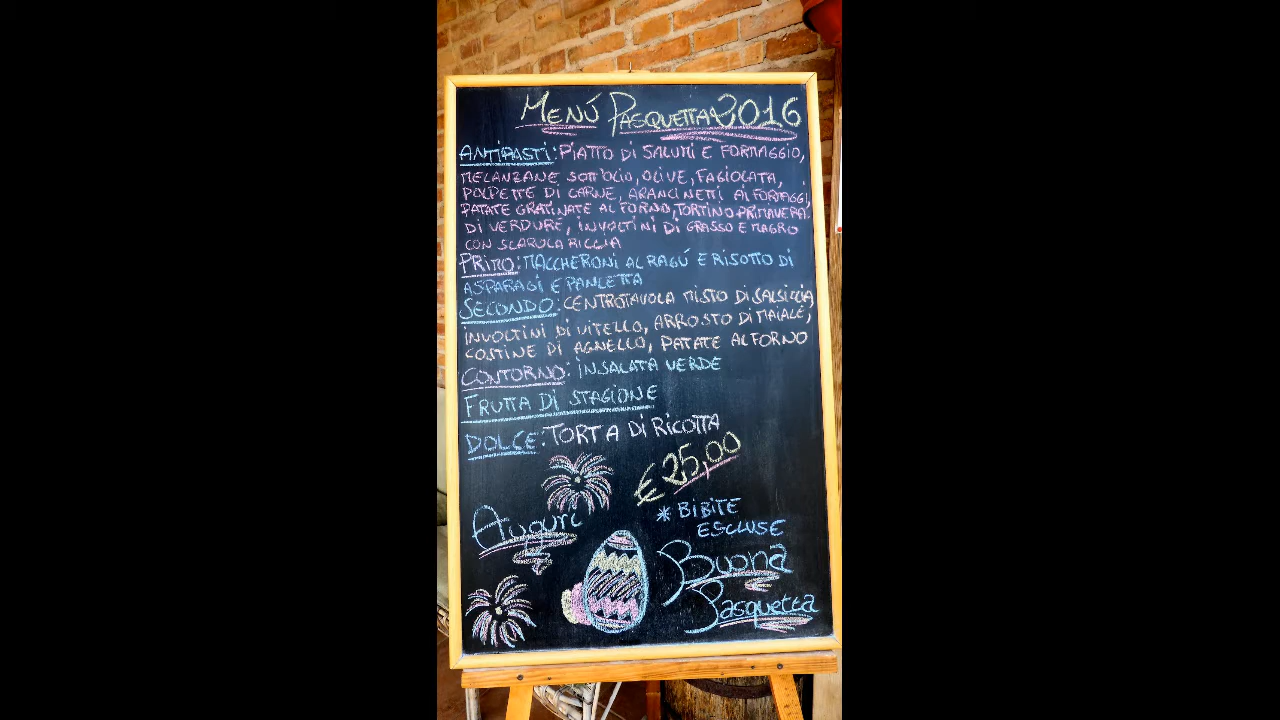 MENÚ PASQUETTA 2016
ANTIPASTI: PIATTO DI SALUMI E FORMAGGIO,
MELANZANE SOTT'OLIO, OLIVE, FAGIOLATA,
POLPETTE DI CARNE, ARANCINETTI AI FORMAGGI,
PATATE GRATINATE AL FORNO, TORTINO PRIMAVERA
DI VERDURE, INVOLTINI DI GRASSO E MAGRO
CON SCAROLA RICCIA
PRIMO: MACCHERONI AL RAGÚ E RISOTTO DI
ASPARAGI E PANCETTA
SECONDO: CENTROTAVOLA MISTO DI SALSICCIA,
INVOLTINI DI VITELLO, ARROSTO DI MAIALE,
COSTINE DI AGNELLO, PATATE AL FORNO
CONTORNO: INSALATA VERDE
FRUTTA DI STAGIONE
DOLCE: TORTA DI RICOTTA
€ 25,00
* BIBITE
ESCLUSE
Auguri
Buona
Pasquetta